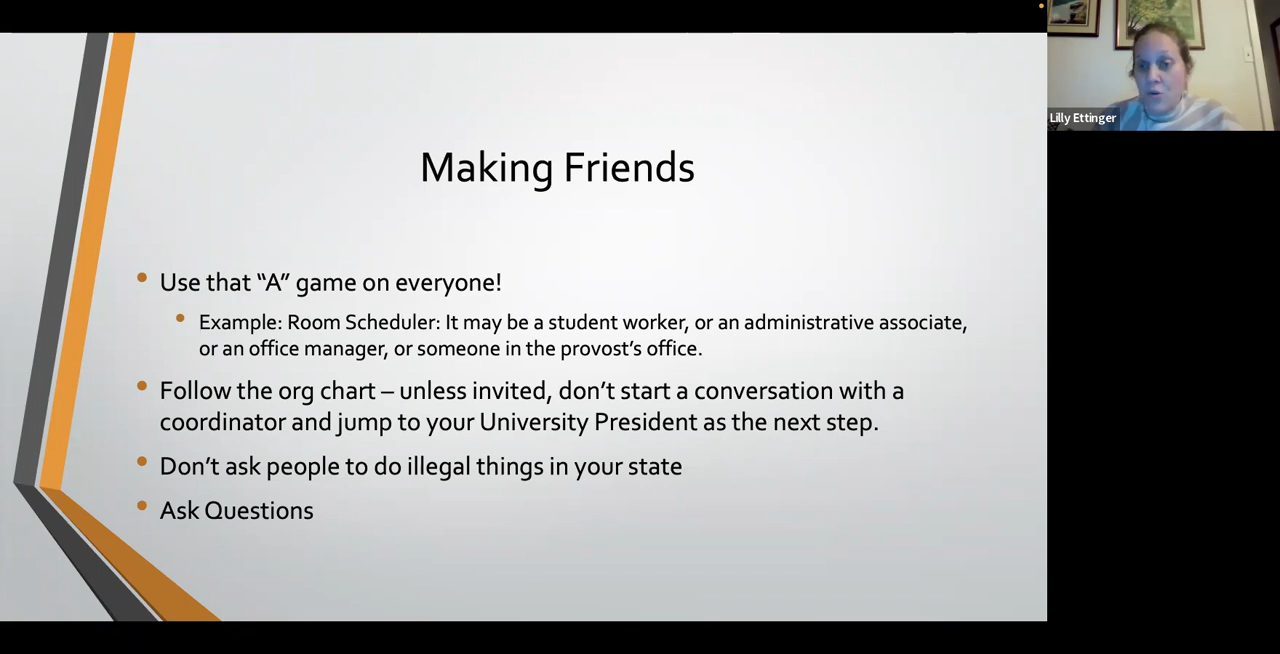 Making Friends
Use that “A” game on everyone!
Example: Room Scheduler: It may be a student worker, or an administrative associate,
or an office manager, or someone in the provost’s office.
Follow the org chart – unless invited, don’t start a conversation with a
coordinator and jump to your University President as the next step.
Don’t ask people to do illegal things in your state
Ask Questions
Lilly Ettinger